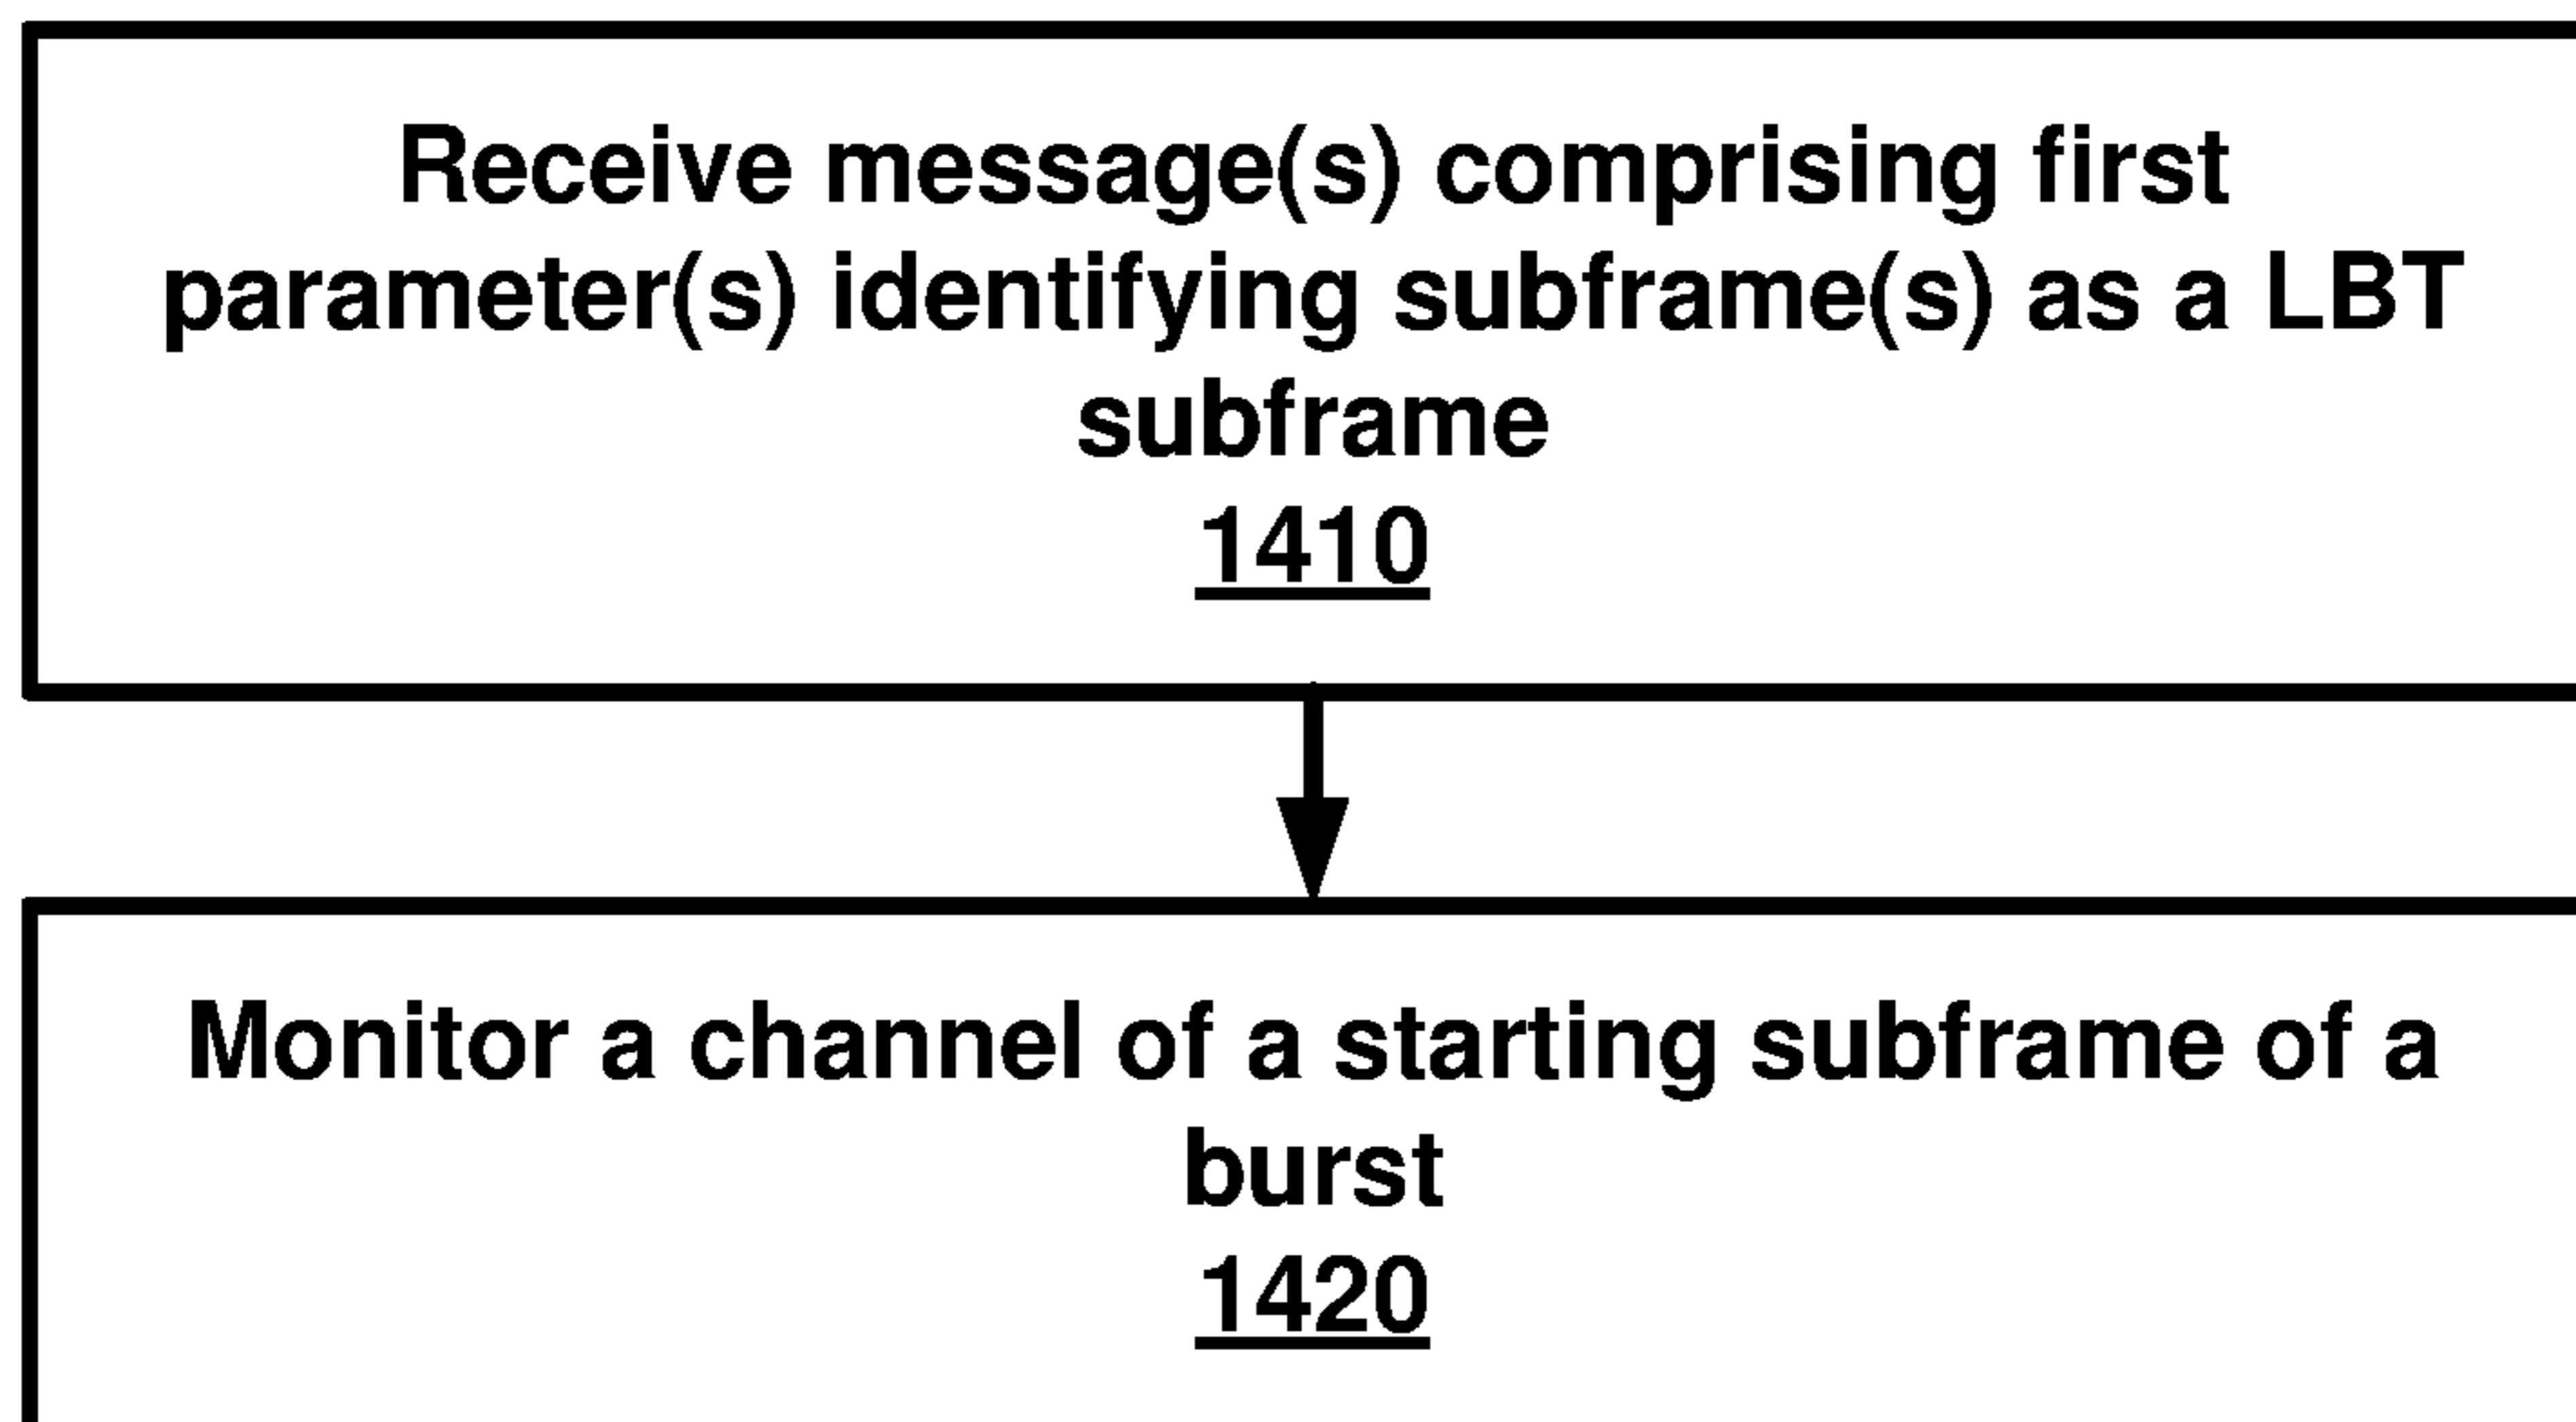 Receive message(s) comprising first
parameter(s) identifying subframe(s) as a LBT
subframe
1410
Monitor a channel of a starting subframe of a
burst
1420